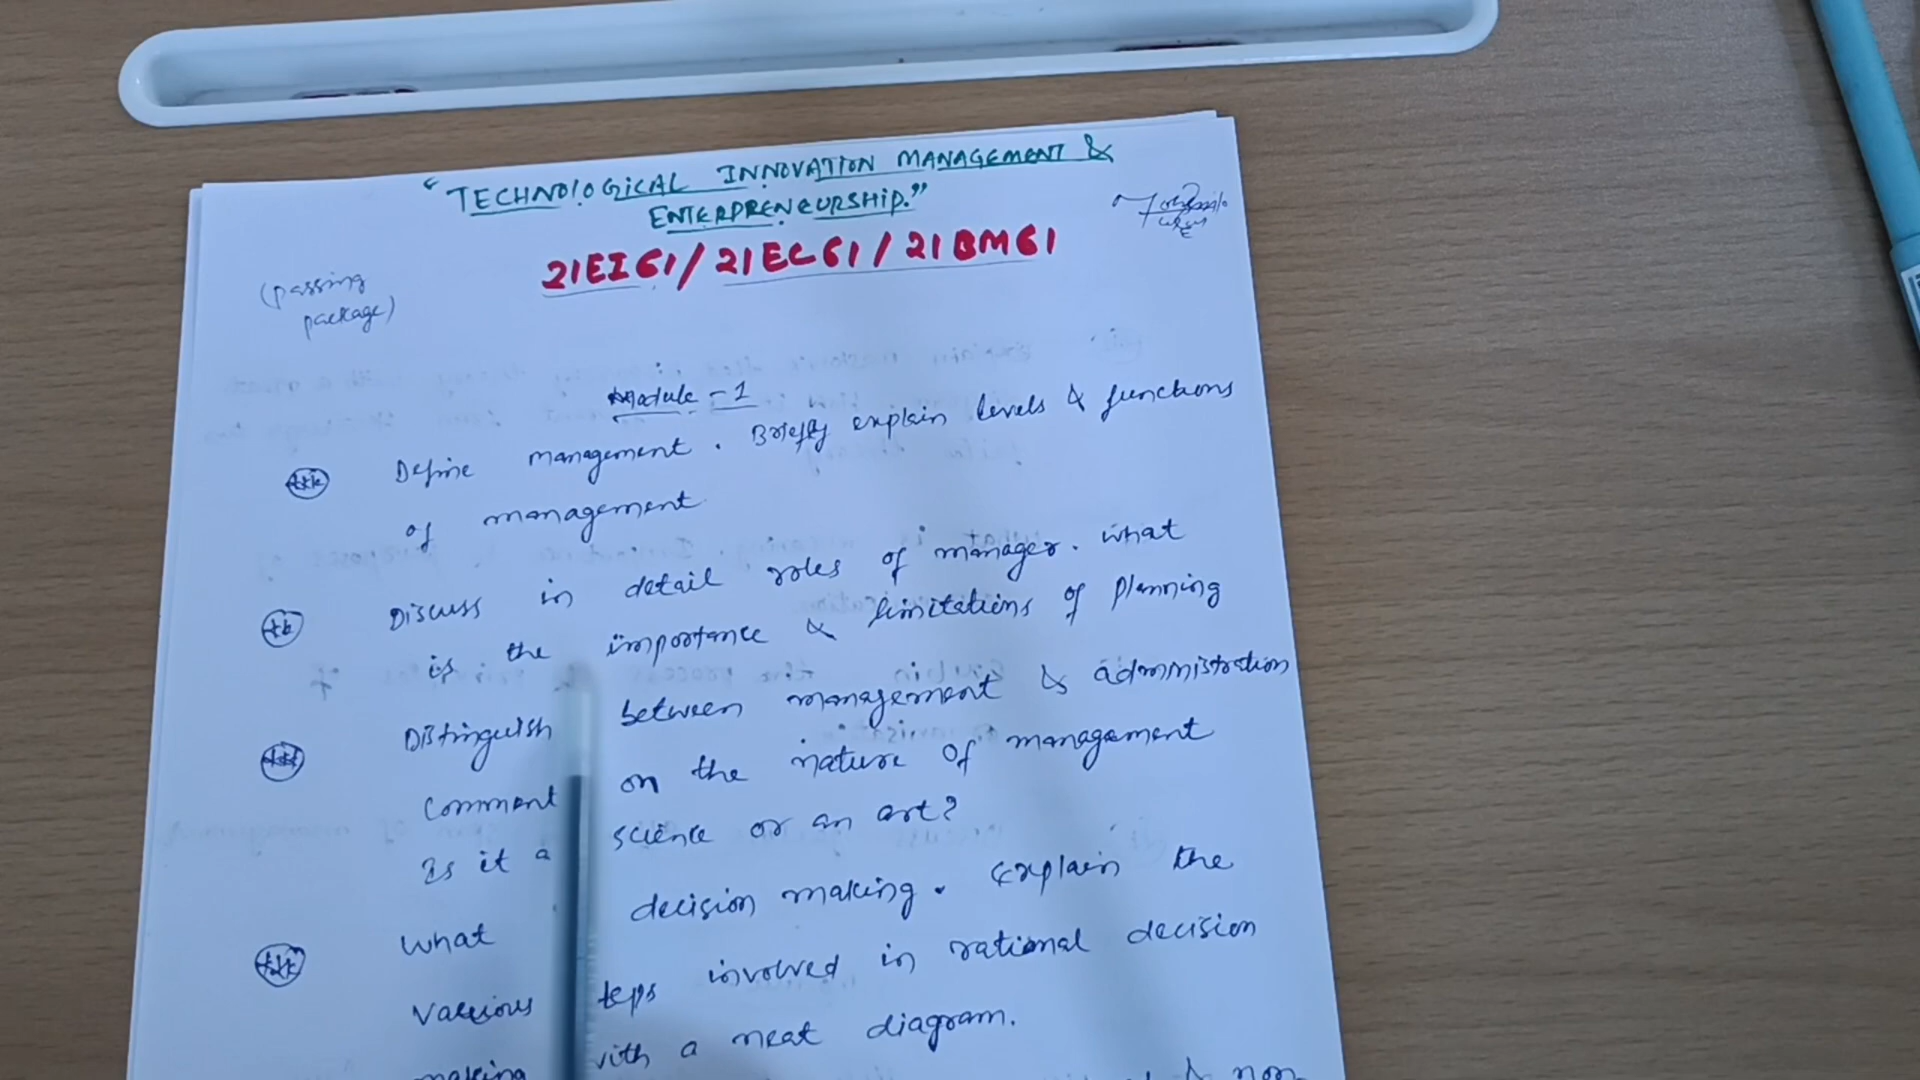 "TECHNOLOGICAL INNOVATION MANAGEMENT &
ENTERPRENEURSHIP."
21EI61/21EC61/21BM61
(passing
package)
Module - 1
Define management. Briefly explain levels & functions
of management
Discuss in detail roles of manager. what
is the importance & limitations of planning
Distinguish between management & administration
comment on the nature of management
Is it a science or an art?
what decision making. Explain the
various teps involved in rational decision
making with a neat diagram.
& non-